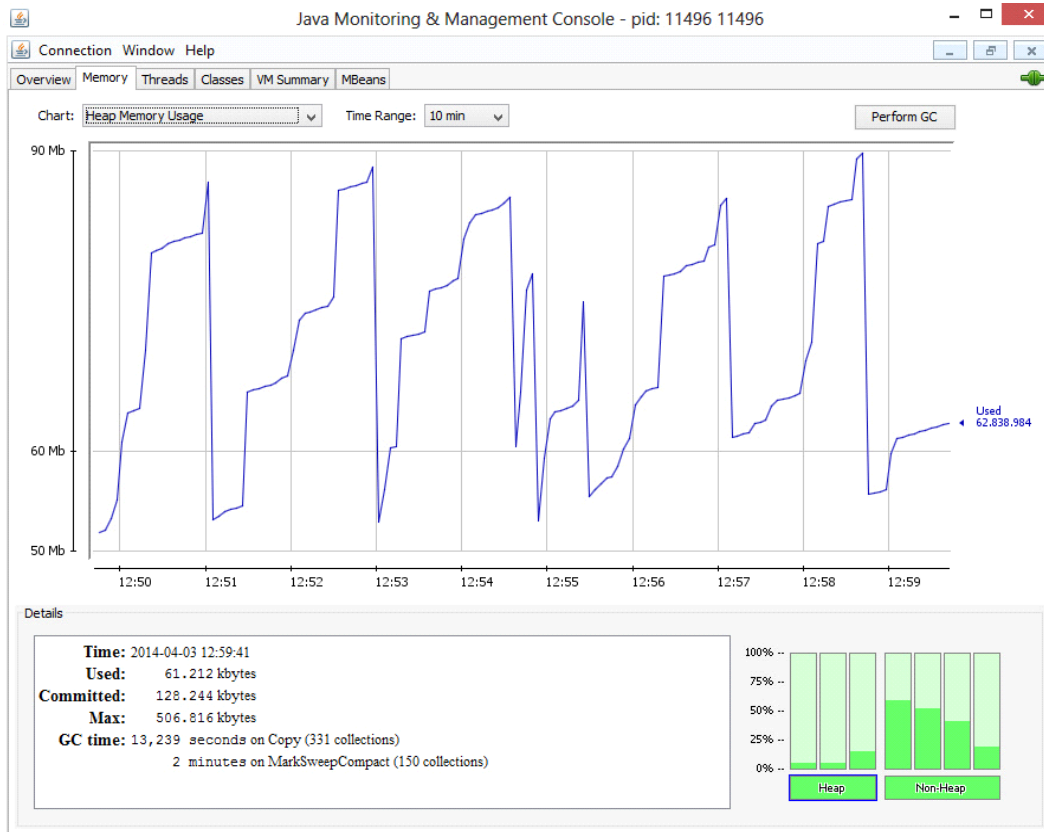 Java Monitoring & Management Console - pid: 11496 11496
Connection Window Help
Overview Memory Threads Classes VM Summary MBeans
Chart: Heap Memory Usage Time Range: 10 min Perform GC
90 Mb
Used
62.838.984
60 Mb
50 Mb
12:50 12:51 12:52 12:53 12:54 12:55 12:56 12:57 12:58 12:59
Details
Time: 2014-04-03 12:59:41
Used: 61.212 kbytes
Committed: 128.244 kbytes
Max: 506.816 kbytes
GC time: 13,239 seconds on Copy (331 collections)
2 minutes on MarkSweepCompact (150 collections)
100% --
75% --
50% --
25% --
0% --
Heap Non-Heap